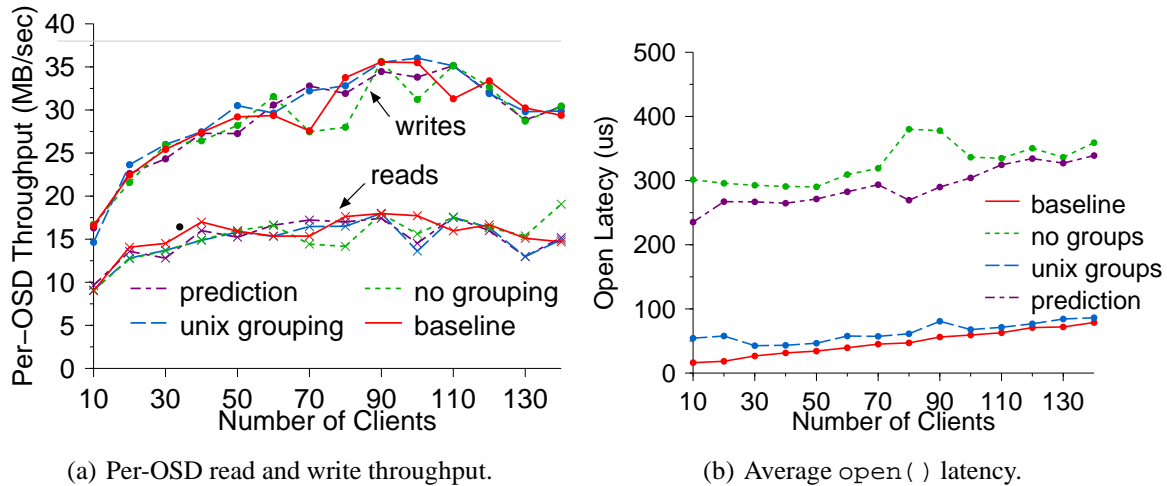 Per−OSD Throughput (MB/sec)
40
35
30
25
20
15
10
5
0
writes
reads
prediction
no grouping
unix grouping
baseline
10 30 50 70 90 110 130
Number of Clients
(a) Per-OSD read and write throughput.
Open Latecy (us)
500
400
300
200
100
0
baseline
no groups
unix groups
prediction
10 30 50 70 90 110 130
Number of Clients
(b) Average open() latency.